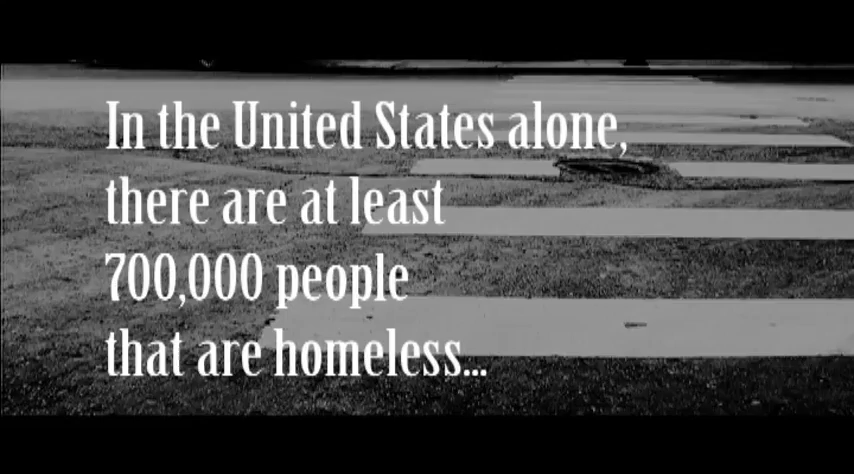 In the United States alone,
there are at least
700,000 people
that are homeless...